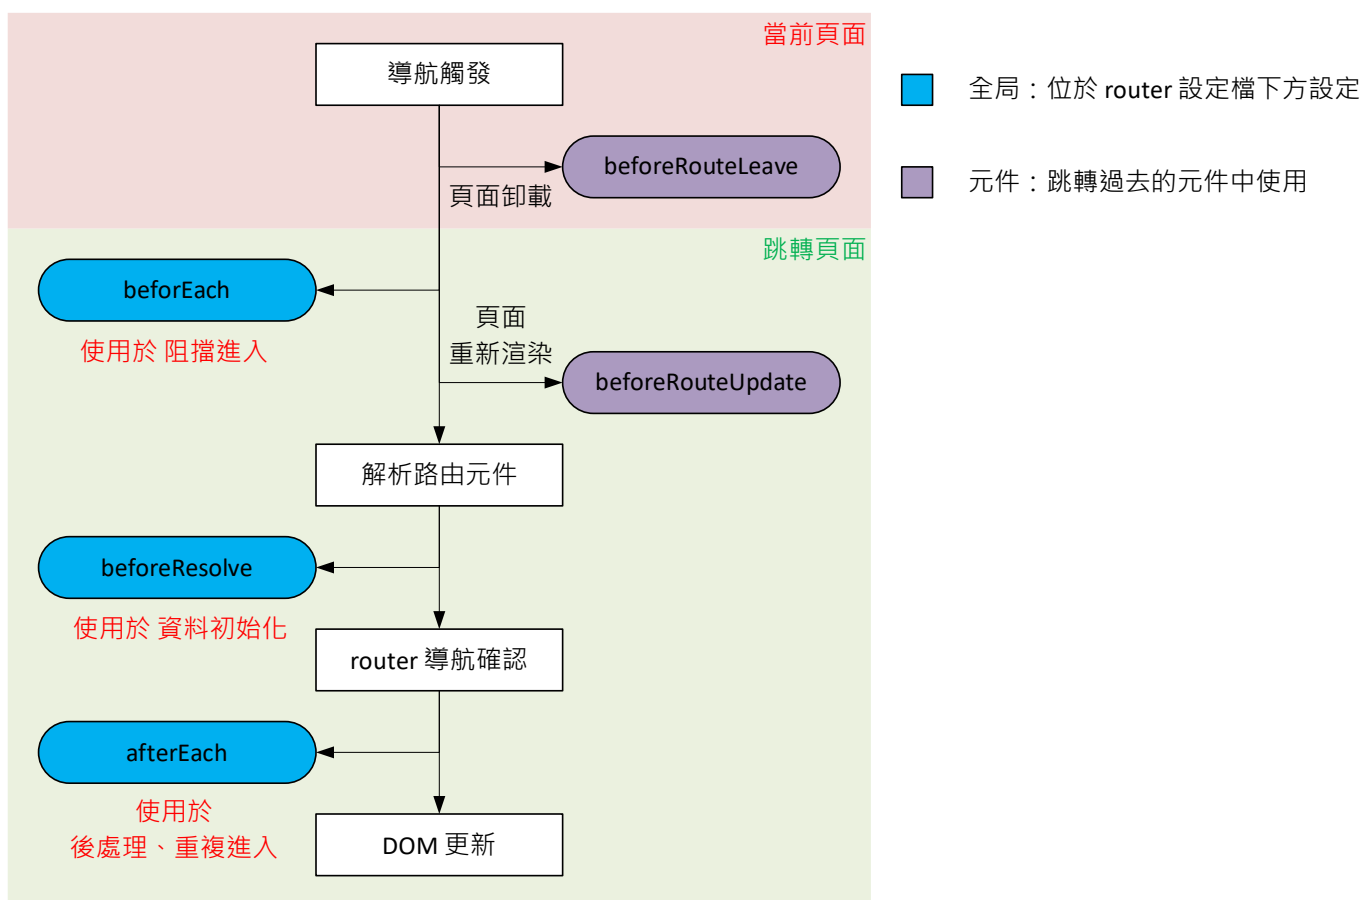 當前頁面
導航觸發
全局：位於 router 設定檔下方設定
beforeRouteLeave
元件：跳轉過去的元件中使用
頁面卸載
跳轉頁面
beforEach
使用於 阻擋進入
頁面
重新渲染
beforeRouteUpdate
解析路由元件
beforeResolve
使用於 資料初始化
router 導航確認
afterEach
使用於
後處理、重複進入
DOM 更新